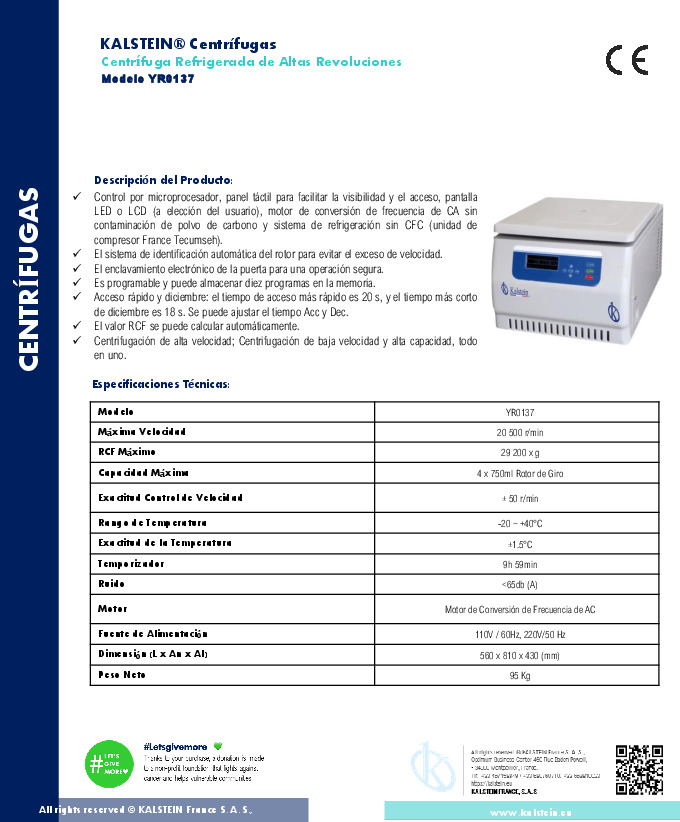 KALSTEIN® Centrífugas
Centrífuga Refrigerada de Altas Revoluciones
Modelo YR0137
CENTRÍFUGAS
Descripción del Producto:
✓ Control por microprocesador, panel táctil para facilitar la visibilidad y el acceso, pantalla
LED o LCD (a elección del usuario), motor de conversión de frecuencia de CA sin
contaminación de polvo de carbono y sistema de refrigeración sin CFC (unidad de
compresor France Tecumseh).
✓ El sistema de identificación automática del rotor para evitar el exceso de velocidad.
✓ El enclavamiento electrónico de la puerta para una operación segura.
✓ Es programable y puede almacenar diez programas en la memoria.
✓ Acceso rápido y diciembre: el tiempo de acceso más rápido es 20 s, y el tiempo más corto
de diciembre es 18 s. Se puede ajustar el tiempo Acc y Dec.
✓ El valor RCF se puede calcular automáticamente.
✓ Centrifugación de alta velocidad; Centrifugación de baja velocidad y alta capacidad, todo
en uno.
Kalstein
Especificaciones Técnicas:
Modelo YR0137
Máxima Velocidad 20 500 r/min
RCF Máximo 29 200 x g
Capacidad Máxima 4 x 750ml Rotor de Giro
Exactitud Control de Velocidad ± 50 r/min
Rango de Temperatura -20 ~ +40°C
Exactitud de la Temperatura ±1.5°C
Temporizador 9h 59min
Ruido <65db (A)
Motor Motor de Conversión de Frecuencia de AC
Fuente de Alimentación 110V / 60Hz, 220V/50 Hz
Dimensión (L x An x Al) 560 x 810 x 430 (mm)
Peso Neto 95 Kg
#LET'S
GIVE
MORE
#Letsgivemore
Thanks to your purchase, a donation is made
to a non-profit foundation that fights against
cancer and helps vulnerable communities
All rights reserved ® KALSTEIN France S. A. S.,
KALSTEIN FRANCE, S.A.S
All rights reserved © KALSTEIN France S.A.S.,
www.kalstein.eu